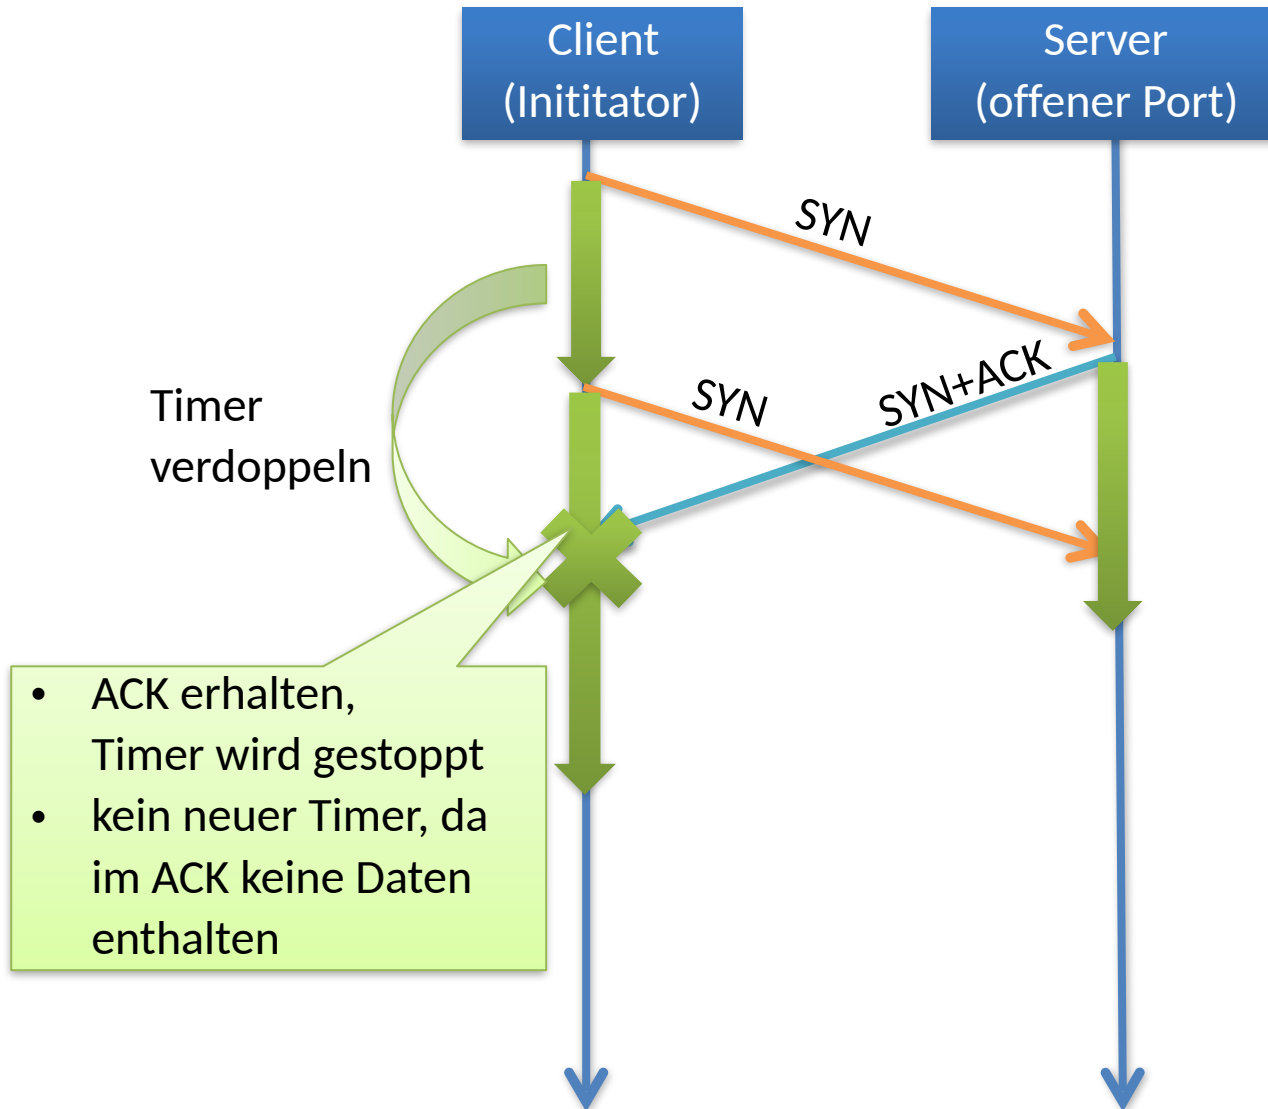 Client
(Inititator)
Server
(offener Port)
SYN
SYN+ACK
SYN
Timer
verdoppeln
• ACK erhalten,
Timer wird gestoppt
• kein neuer Timer, da
im ACK keine Daten
enthalten